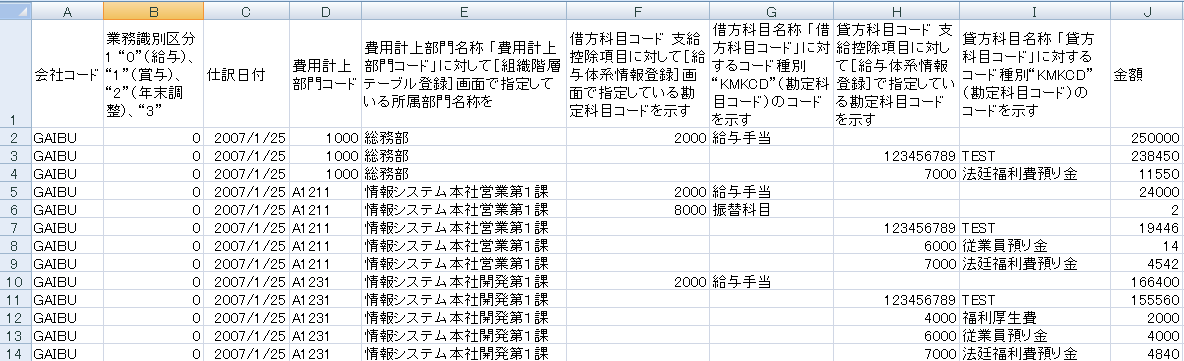 A B C D E F G H I J
1 会社コード 業務識別区分1 “0”(給与)、“1”(賞与)、“2”(年末調整)、“3” 仕訳日付 費用計上部門コード 費用計上部門名称 「費用計上部門コード」に対して[組織階層テーブル登録]画面で指定している所属部門名称を 借方科目コード 支給控除項目に対して[給与体系情報登録]画面で指定している勘定科目コードを示す 借方科目名称 「借方科目コード」に対するコード種別“KMKCD”(勘定科目コード)のコードを示す 貸方科目コード 支給控除項目に対して[給与体系情報登録]で指定している勘定科目コードを示す 貸方科目名称 「貸方科目コード」に対するコード種別“KMKCD”(勘定科目コード)のコードを示す 金額
2 GAIBU 0 2007/1/25 1000 総務部 2000 給与手当 250000
3 GAIBU 0 2007/1/25 1000 総務部 123456789 TEST 238450
4 GAIBU 0 2007/1/25 1000 総務部 7000 法廷福利費預り金 11550
5 GAIBU 0 2007/1/25 A1211 情報システム本社営業第1課 2000 給与手当 24000
6 GAIBU 0 2007/1/25 A1211 情報システム本社営業第1課 8000 振替科目 2
7 GAIBU 0 2007/1/25 A1211 情報システム本社営業第1課 123456789 TEST 19446
8 GAIBU 0 2007/1/25 A1211 情報システム本社営業第1課 6000 従業員預り金 14
9 GAIBU 0 2007/1/25 A1211 情報システム本社営業第1課 7000 法廷福利費預り金 4542
10 GAIBU 0 2007/1/25 A1231 情報システム本社開発第1課 2000 給与手当 166400
11 GAIBU 0 2007/1/25 A1231 情報システム本社開発第1課 123456789 TEST 155560
12 GAIBU 0 2007/1/25 A1231 情報システム本社開発第1課 4000 福利厚生費 2000
13 GAIBU 0 2007/1/25 A1231 情報システム本社開発第1課 6000 従業員預り金 4000
14 GAIBU 0 2007/1/25 A1231 情報システム本社開発第1課 7000 法廷福利費預り金 4840